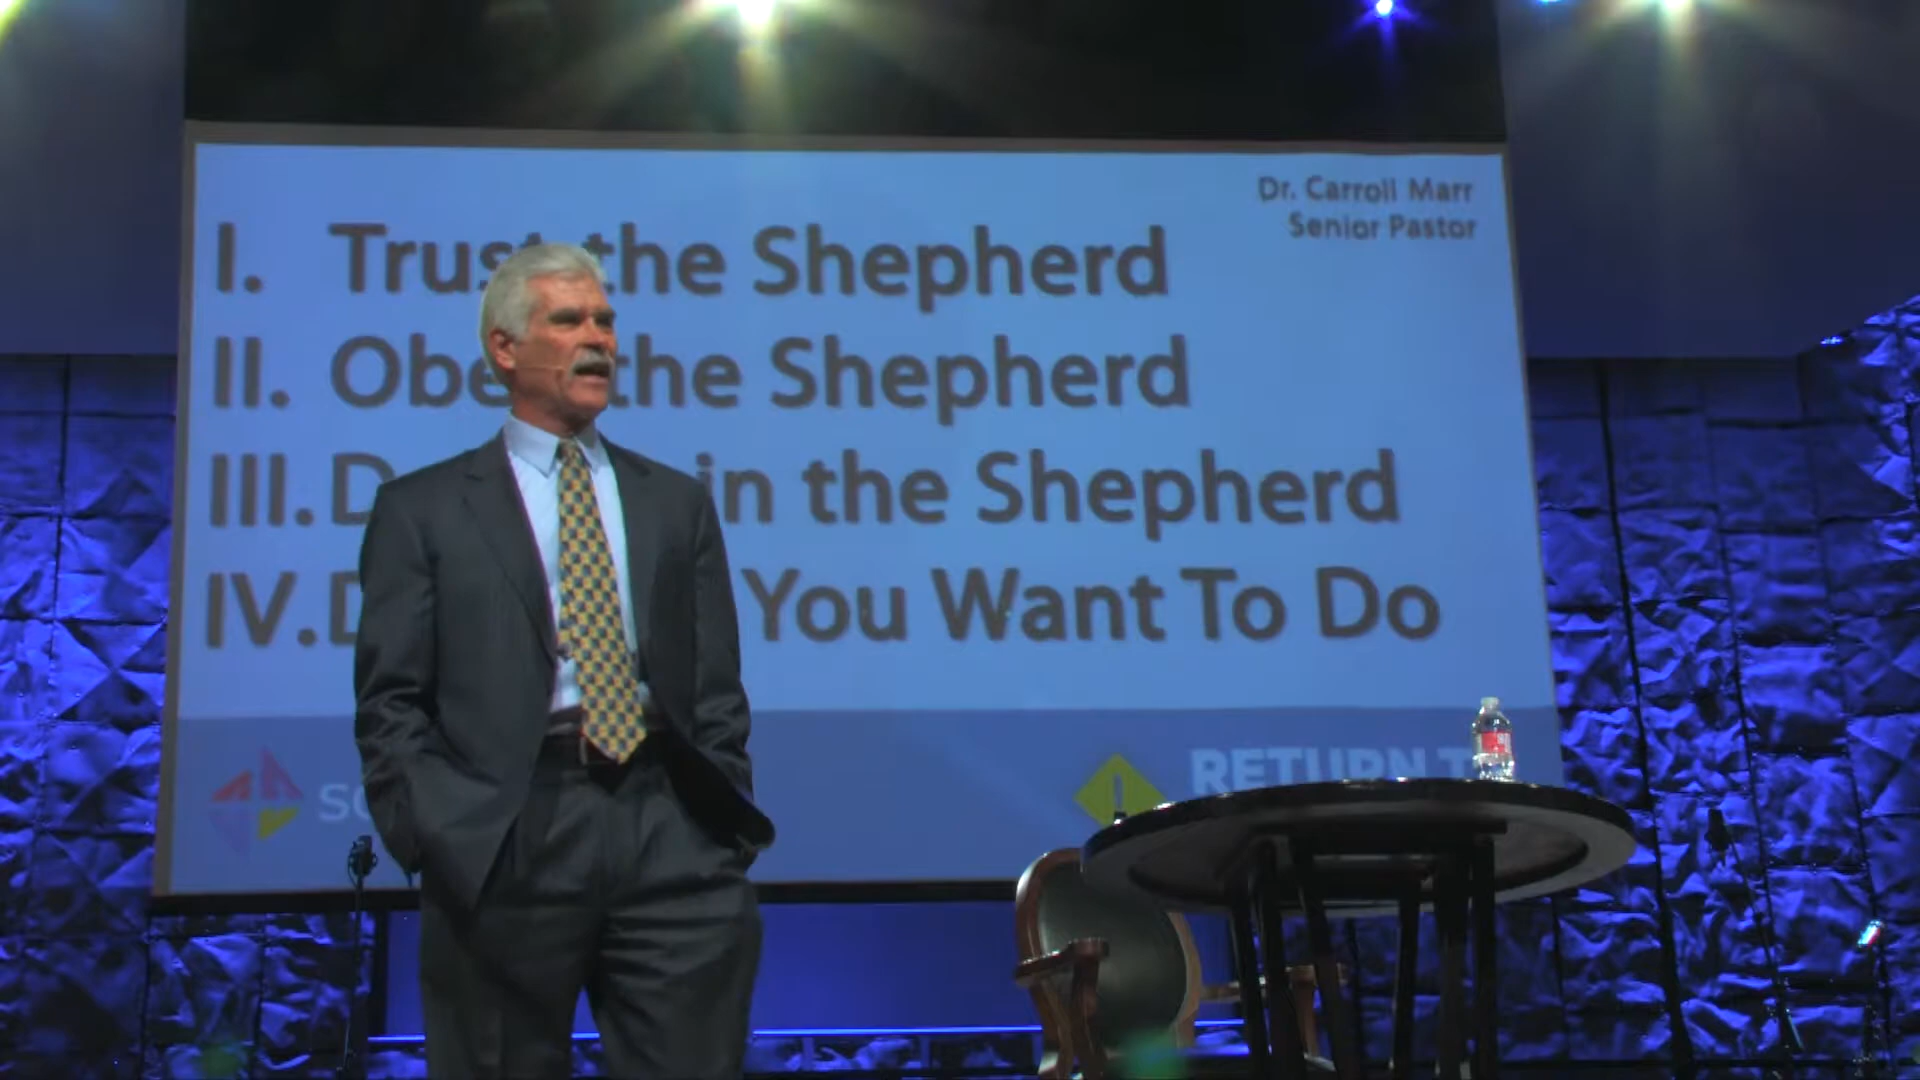 Dr. Carroll Marr
Senior Pastor
I. Trust the Shepherd
II. Obey the Shepherd
III. in the Shepherd
IV. You Want To Do
RETURN